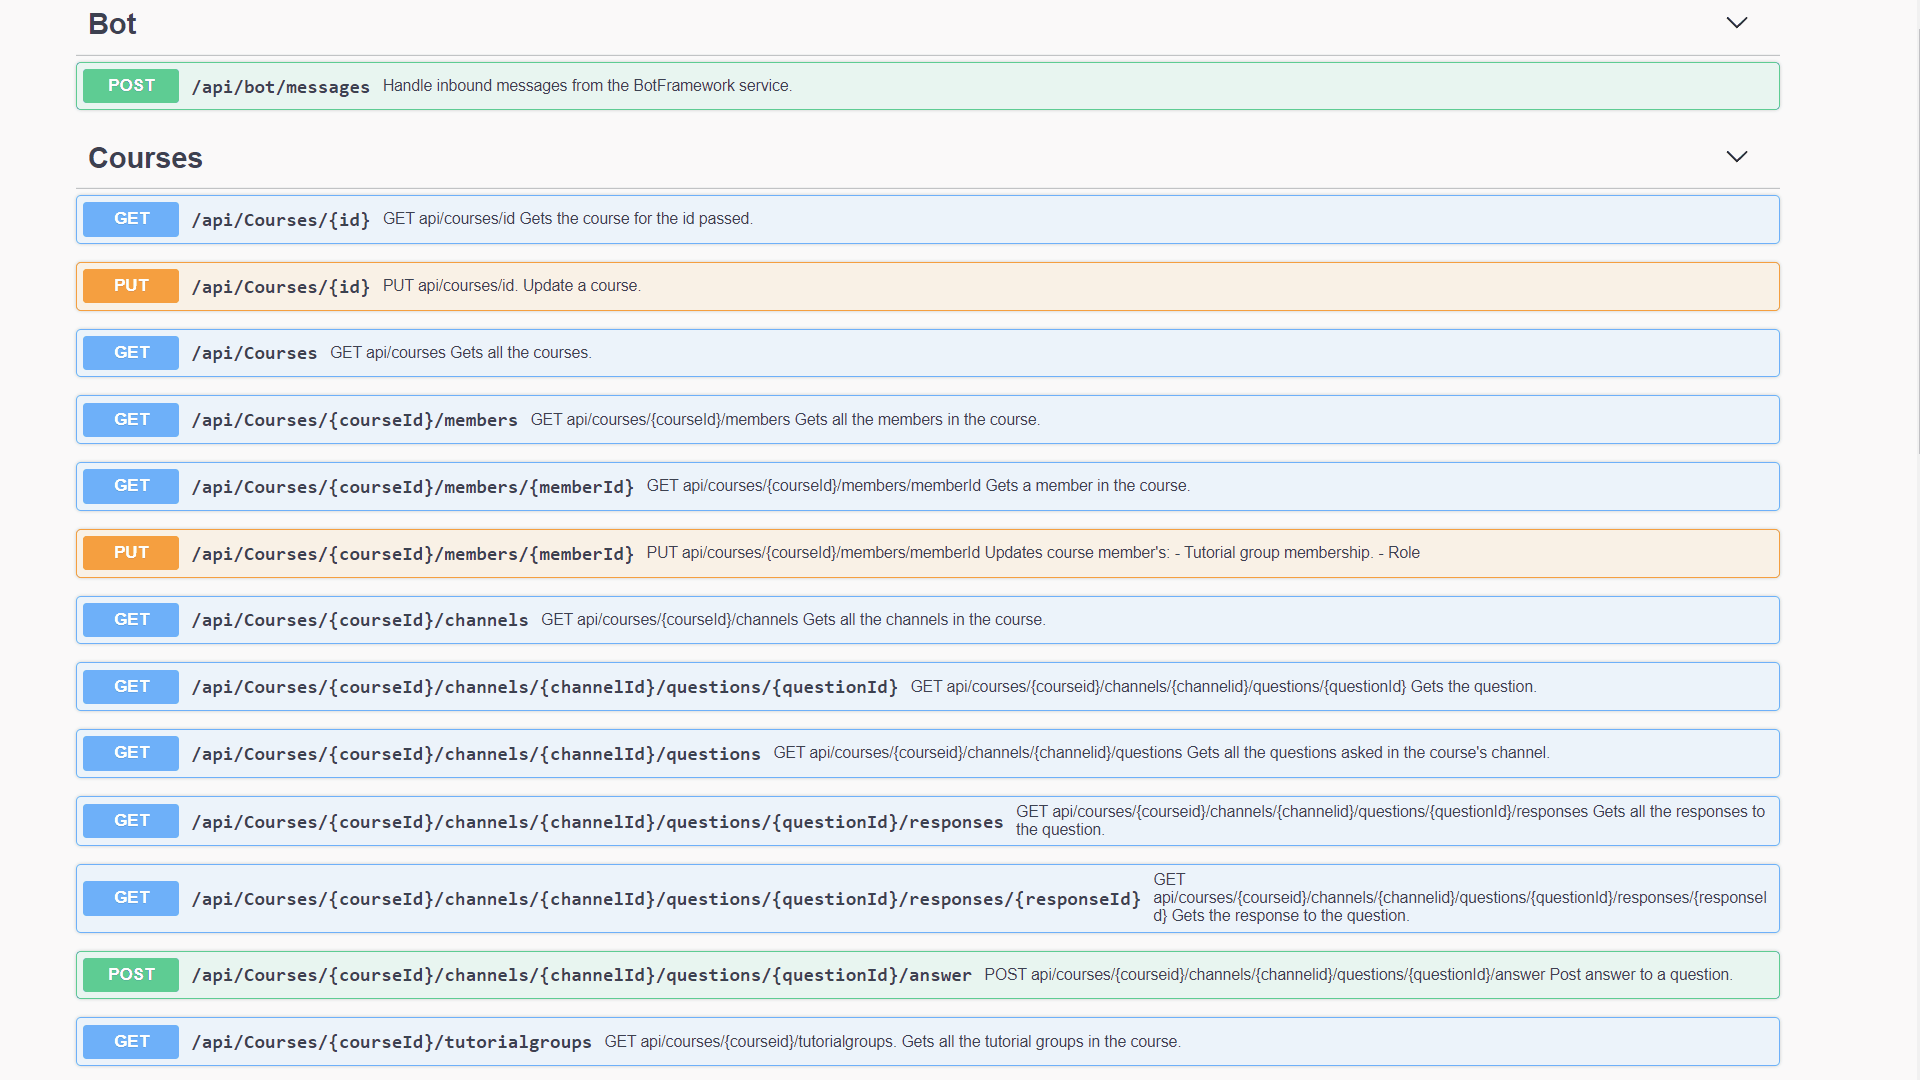 Bot
POST /api/bot/messages Handle inbound messages from the BotFramework service.
Courses
GET /api/Courses/{id} GET api/courses/id Gets the course for the id passed.
PUT /api/Courses/{id} PUT api/courses/id. Update a course.
GET /api/Courses GET api/courses Gets all the courses.
GET /api/Courses/{courseId}/members GET api/courses/{courseId}/members Gets all the members in the course.
GET /api/Courses/{courseId}/members/{memberId} GET api/courses/{courseId}/members/memberId Gets a member in the course.
PUT /api/Courses/{courseId}/members/{memberId} PUT api/courses/{courseId}/members/memberId Updates course member's: - Tutorial group membership. - Role
GET /api/Courses/{courseId}/channels GET api/courses/{courseId}/channels Gets all the channels in the course.
GET /api/Courses/{courseId}/channels/{channelId}/questions/{questionId} GET api/courses/{courseid}/channels/{channelid}/questions/{questionId} Gets the question.
GET /api/Courses/{courseId}/channels/{channelId}/questions GET api/courses/{courseid}/channels/{channelid}/questions Gets all the questions asked in the course's channel.
GET /api/Courses/{courseId}/channels/{channelId}/questions/{questionId}/responses GET api/courses/{courseid}/channels/{channelid}/questions/{questionId}/responses Gets all the responses to
the question.
GET /api/Courses/{courseId}/channels/{channelId}/questions/{questionId}/responses/{responseId} GET
api/courses/{courseid}/channels/{channelid}/questions/{questionId}/responses/{responseI
d} Gets the response to the question.
POST /api/Courses/{courseId}/channels/{channelId}/questions/{questionId}/answer POST api/courses/{courseid}/channels/{channelid}/questions/{questionId}/answer Post answer to a question.
GET /api/Courses/{courseId}/tutorialgroups GET api/courses/{courseid}/tutorialgroups. Gets all the tutorial groups in the course.